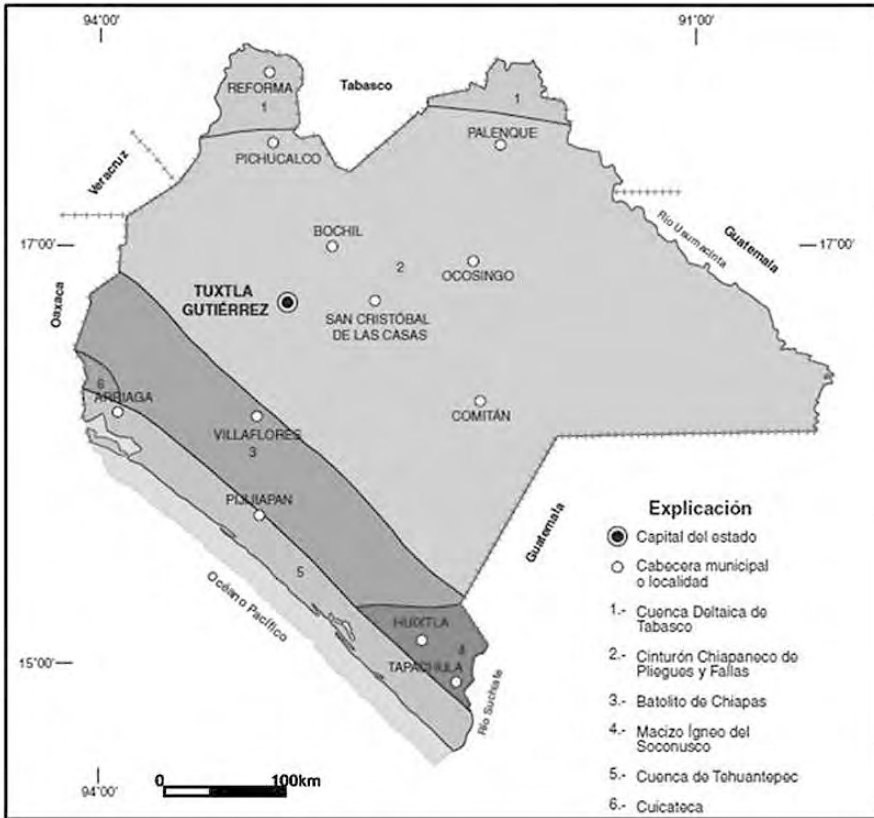 94°00'
91°00'
REFORMA
1
Tabasco
1
PALENQUE
PICHUCALCO
Veracruz
17°00'
BOCHIL
2
OCOSINGO
Río Usumacinta
Guatemala
17°00'
Oaxaca
TUXTLA
GUTIÉRREZ
SAN CRISTÓBAL
DE LAS CASAS
6
ARRIAGA
COMITÁN
VILLAFLORES
3
PIJIJIAPAN
5
Océano Pacífico
Guatemala
HUIXTLA
4
TAPACHULA
Río Suchiate
15°00'
94°00'
0 100km
Explicación
Capital del estado
Cabecera municipal
o localidad
1.- Cuenca Deltaica de
Tabasco
2.- Cinturón Chiapaneco de
Pliegues y Fallas
3.- Batolito de Chiapas
4.- Macizo Ígneo del
Soconusco
5.- Cuenca de Tehuantepec
6.- Cuicateca